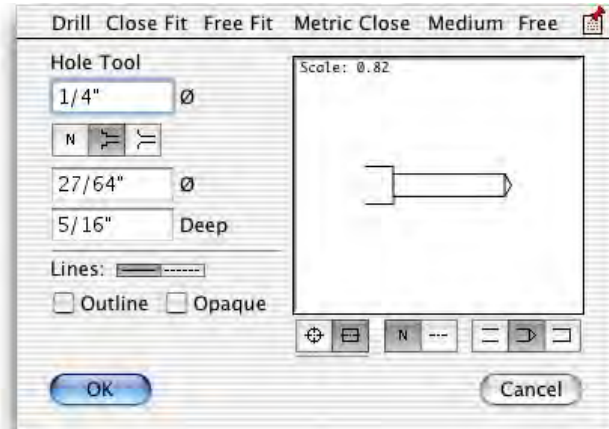 Drill Close Fit Free Fit Metric Close Medium Free
Hole Tool
1/4" Ø
N
27/64" Ø
5/16" Deep
Lines:
Outline Opaque
Scale: 0.82
N
OK Cancel